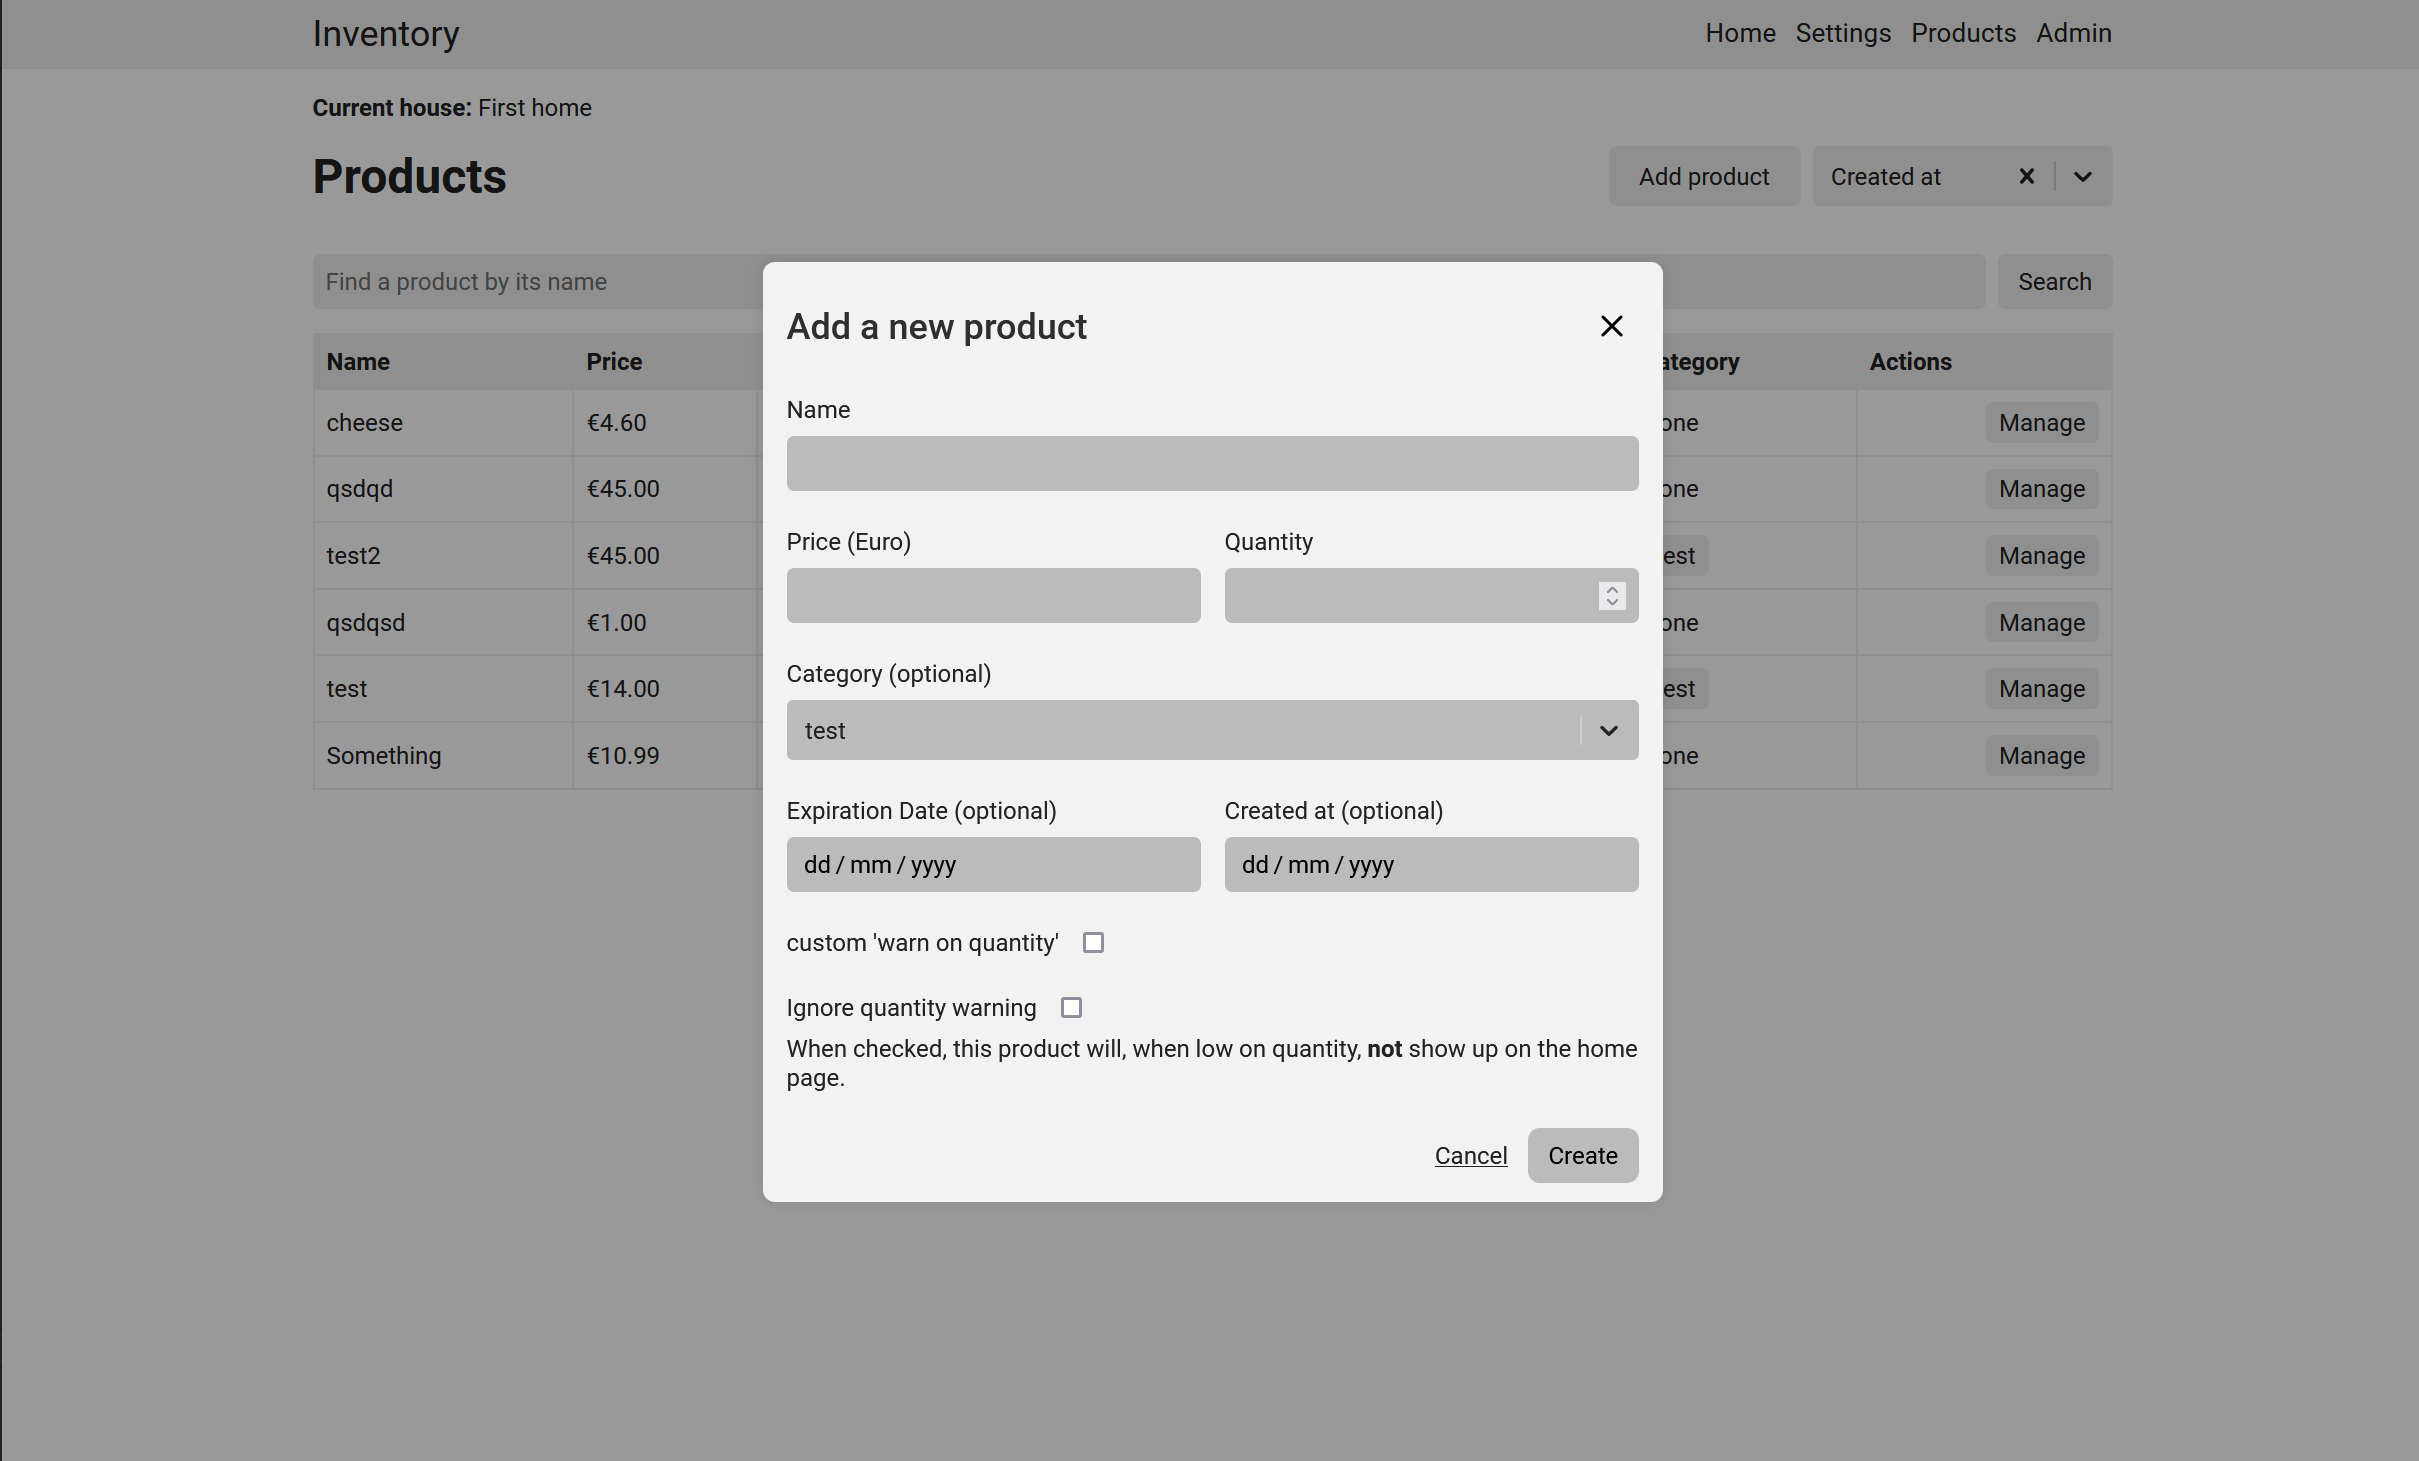 Inventory
Home Settings Products Admin
Current house: First home
Products
Add product
Created at
Find a product by its name
Search
Name Price ategory Actions
cheese €4.60 one Manage
qsdqd €45.00 one Manage
test2 €45.00 est Manage
qsdqsd €1.00 one Manage
test €14.00 est Manage
Something €10.99 one Manage
Add a new product
Name
Price (Euro) Quantity
Category (optional)
test
Expiration Date (optional) Created at (optional)
dd / mm / yyyy dd / mm / yyyy
custom 'warn on quantity'
Ignore quantity warning
When checked, this product will, when low on quantity, not show up on the home
page.
Cancel Create